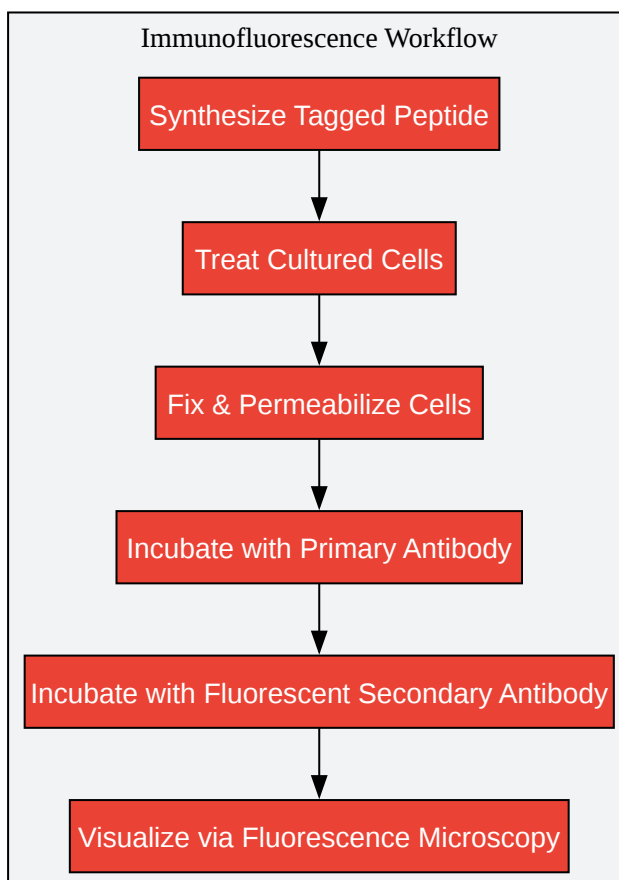 Immunofluorescence Workflow
Synthesize Tagged Peptide
Treat Cultured Cells
Fix & Permeabilize Cells
Incubate with Primary Antibody
Incubate with Fluorescent Secondary Antibody
Visualize via Fluorescence Microscopy